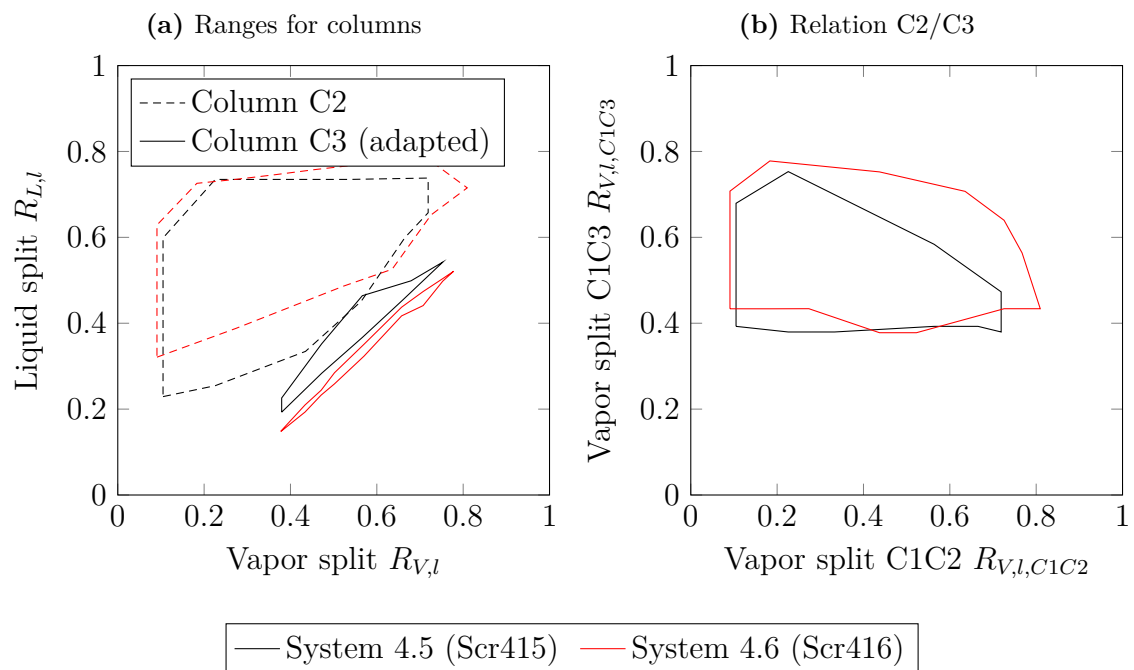 (a) Ranges for columns
(b) Relation C2/C3
1
0.8
0.6
0.4
0.2
0
0
0.2
0.4
0.6
0.8
1
Liquid split R_{L,l}
Vapor split R_{V,l}
Column C2
Column C3 (adapted)
1
0.8
0.6
0.4
0.2
0
0
0.2
0.4
0.6
0.8
1
Vapor split C1C3 R_{V,l,C1C3}
Vapor split C1C2 R_{V,l,C1C2}
System 4.5 (Scr415)
System 4.6 (Scr416)